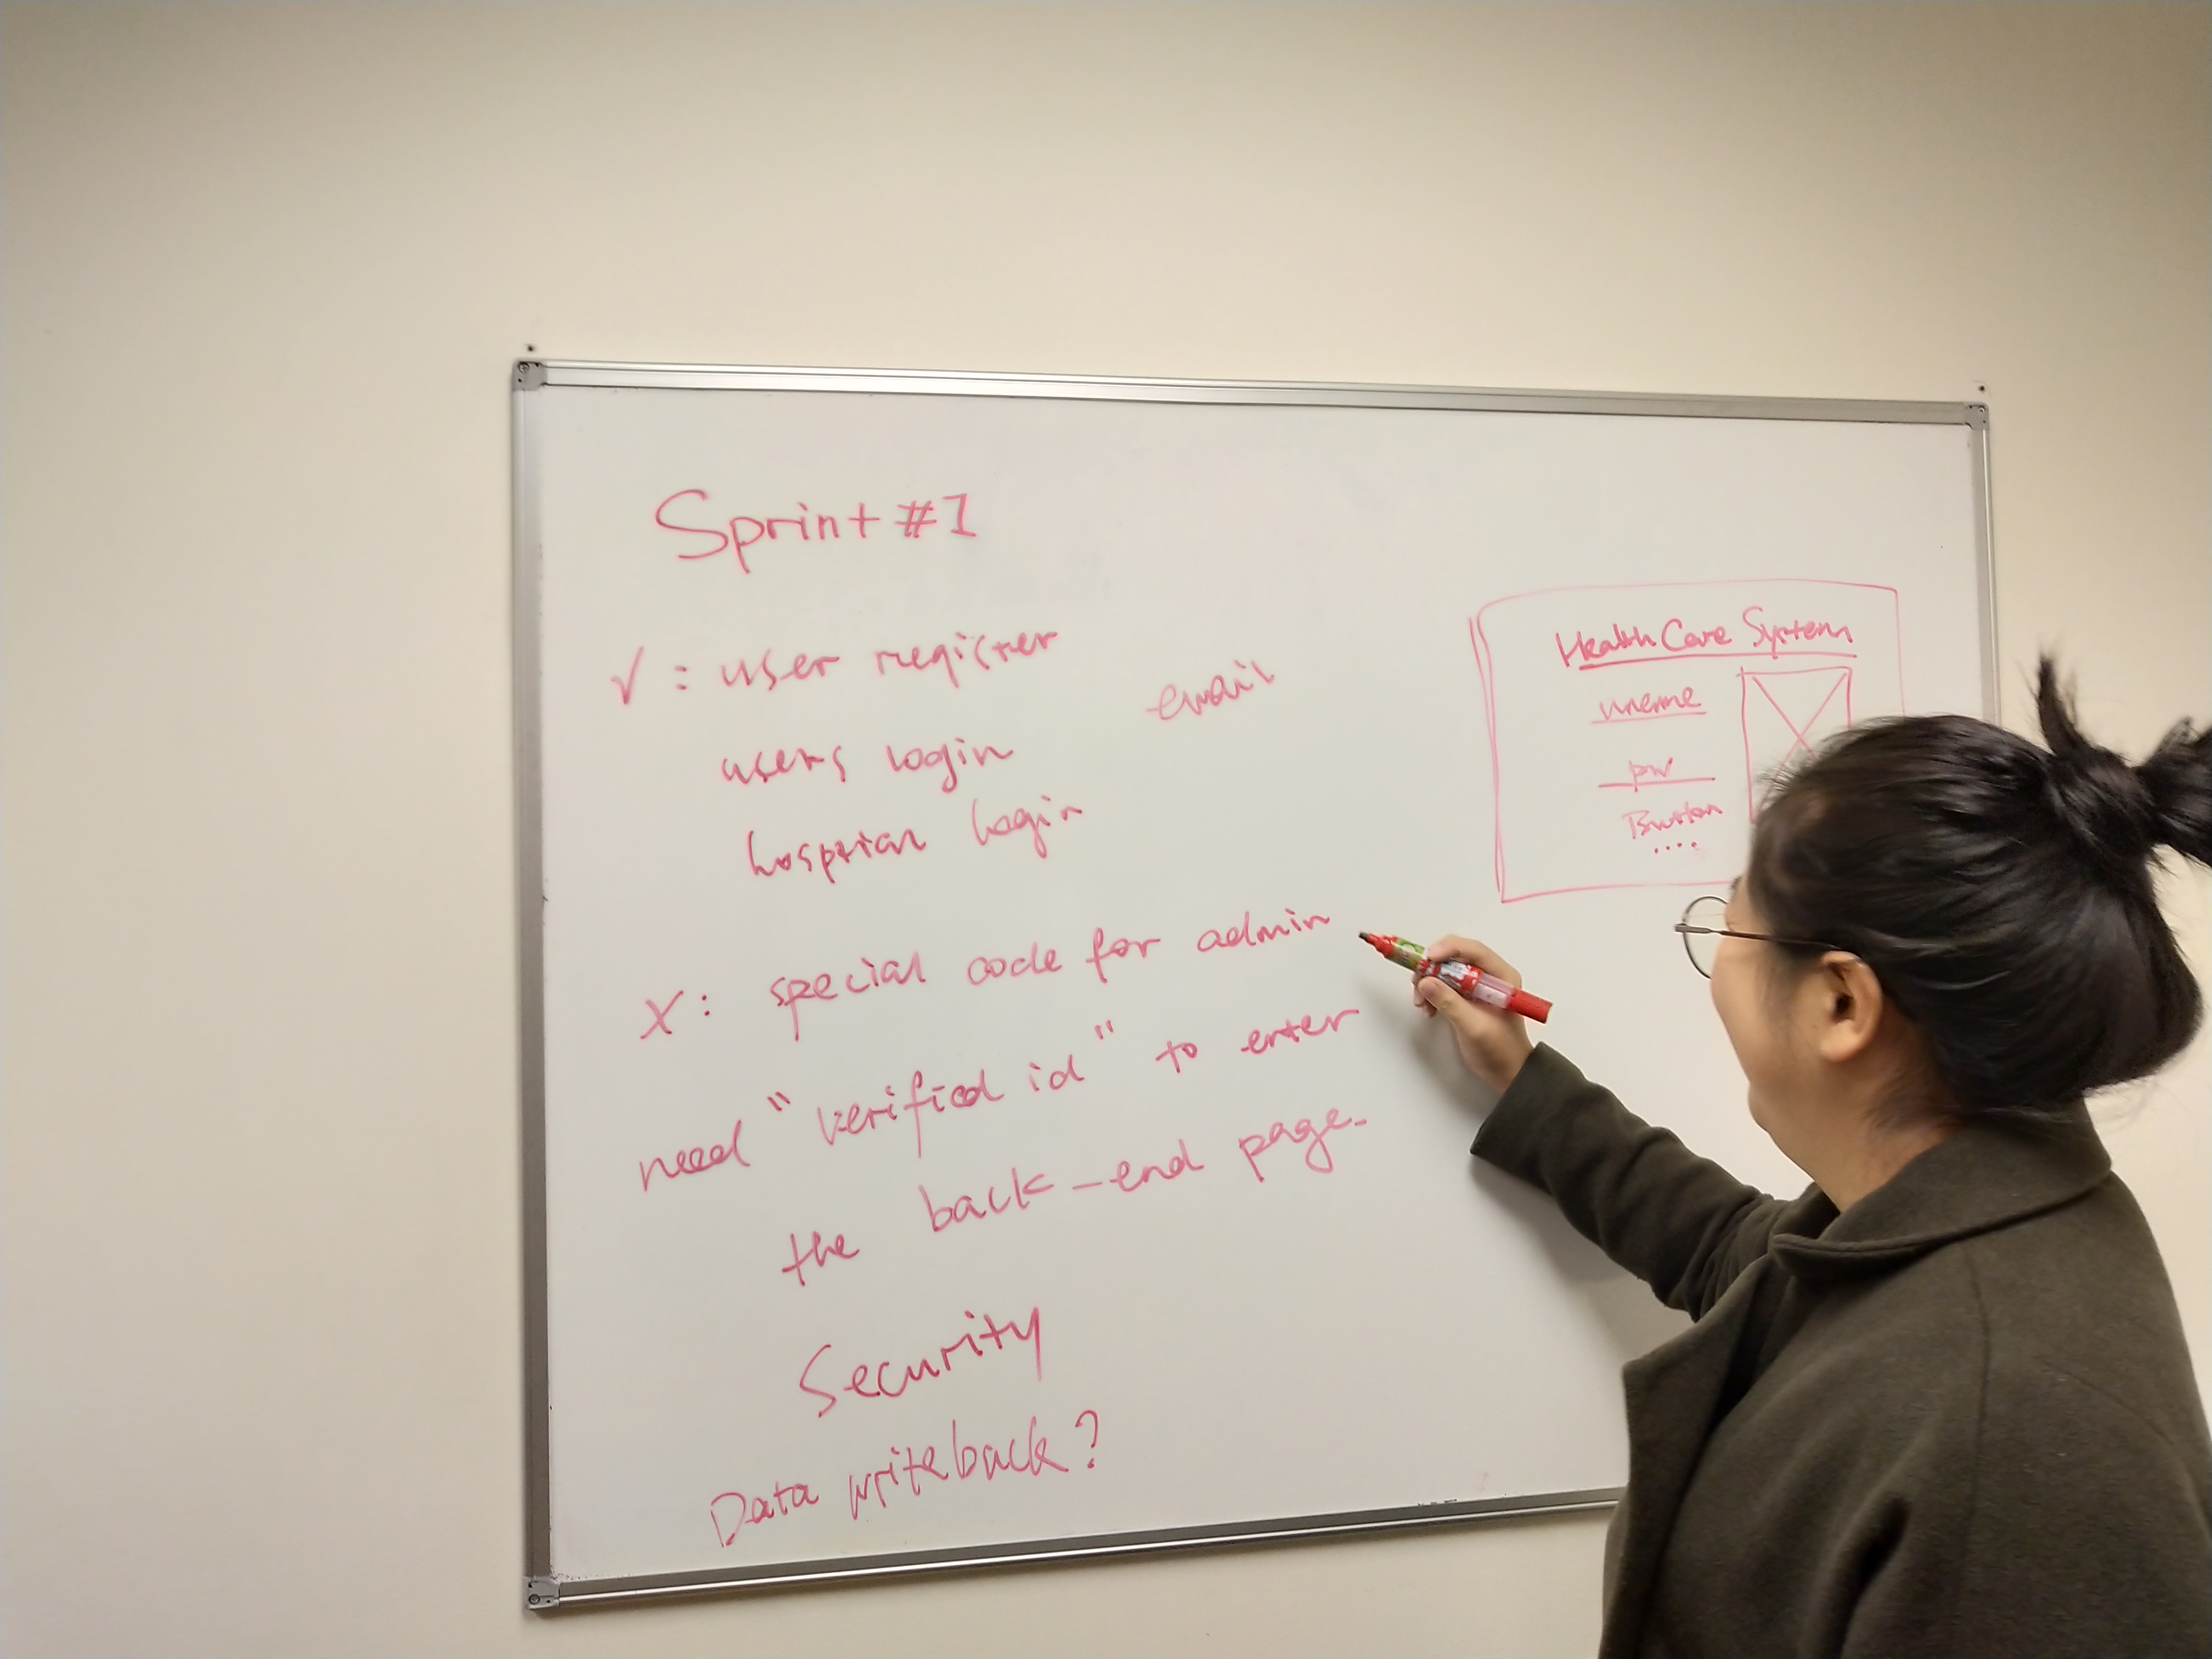 Sprint #1
√ : user register
email
users login
hospital login
X : special code for admin
need "verified id" to enter
the back-end page.
Security
Data writeback?
Health Care System
uname
pw
Button
....